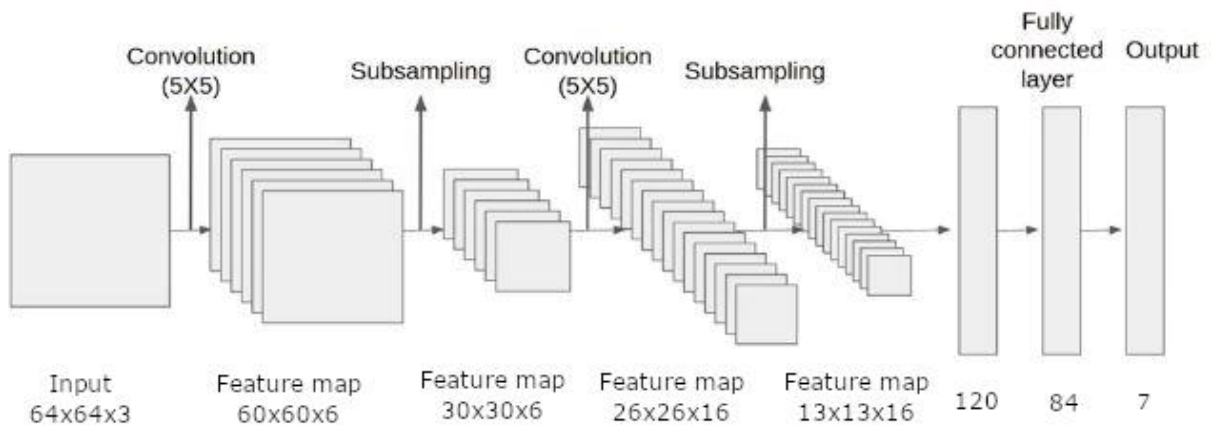 Convolution
(5X5)
Subsampling
Convolution
(5X5)
Subsampling
Fully
connected
layer
Output
Input
64x64x3
Feature map
60x60x6
Feature map
30x30x6
Feature map
26x26x16
Feature map
13x13x16
120
84
7